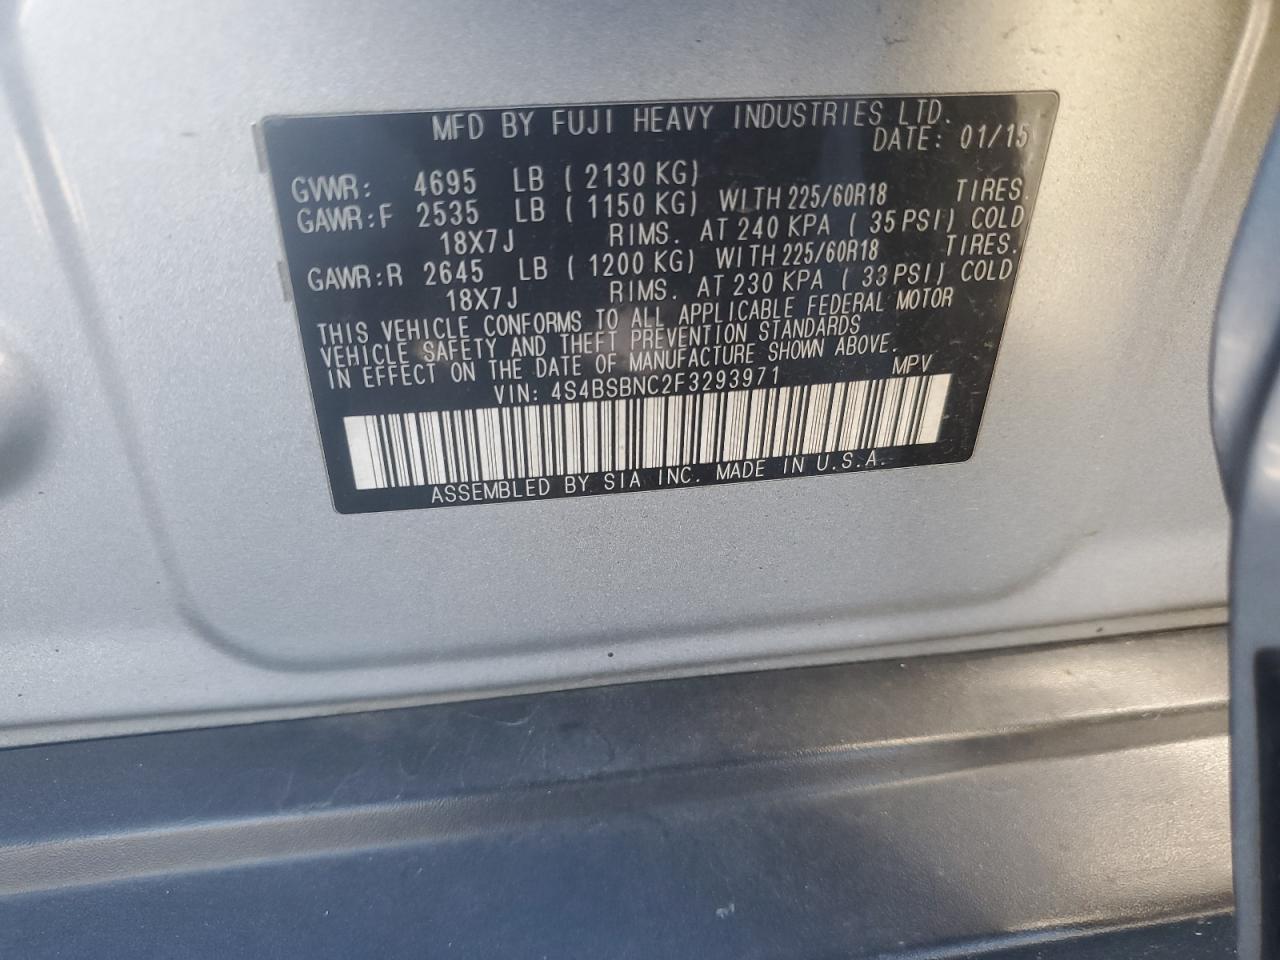 MFD BY FUJI HEAVY INDUSTRIES LTD.
DATE: 01/15
GVWR: 4695 LB ( 2130 KG)
GAWR:F 2535 LB ( 1150 KG) WITH 225/60R18 TIRES.
18X7J RIMS. AT 240 KPA ( 35 PSI) COLD
GAWR:R 2645 LB ( 1200 KG) WITH 225/60R18 TIRES.
18X7J RIMS. AT 230 KPA ( 33 PSI) COLD
THIS VEHICLE CONFORMS TO ALL APPLICABLE FEDERAL MOTOR
VEHICLE SAFETY AND THEFT PREVENTION STANDARDS
IN EFFECT ON THE DATE OF MANUFACTURE SHOWN ABOVE.
VIN: 4S4BSBNC2F3293971 MPV
ASSEMBLED BY SIA INC. MADE IN U.S.A.